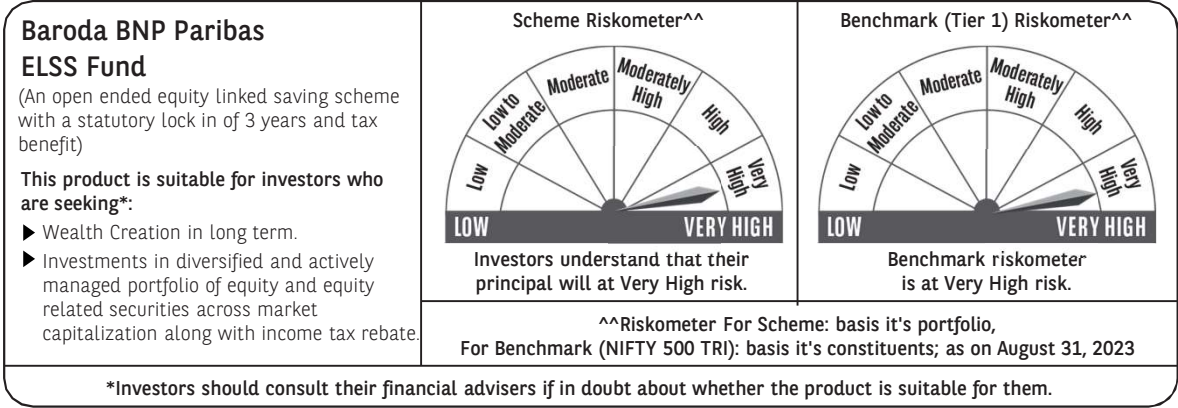 Baroda BNP Paribas
ELSS Fund
(An open ended equity linked saving scheme
with a statutory lock in of 3 years and tax
benefit)
This product is suitable for investors who
are seeking*:
▶ Wealth Creation in long term.
▶ Investments in diversified and actively
managed portfolio of equity and equity
related securities across market
capitalization along with income tax rebate.
Scheme Riskometer^^
Low
Low to
Moderate
Moderate
Moderately
High
High
Very
High
LOW
VERY HIGH
Investors understand that their
principal will at Very High risk.
Benchmark (Tier 1) Riskometer^^
Low
Low to
Moderate
Moderate
Moderately
High
High
Very
High
LOW
VERY HIGH
Benchmark riskometer
is at Very High risk.
^^Riskometer For Scheme: basis it's portfolio,
For Benchmark (NIFTY 500 TRI): basis it's constituents; as on August 31, 2023
*Investors should consult their financial advisers if in doubt about whether the product is suitable for them.